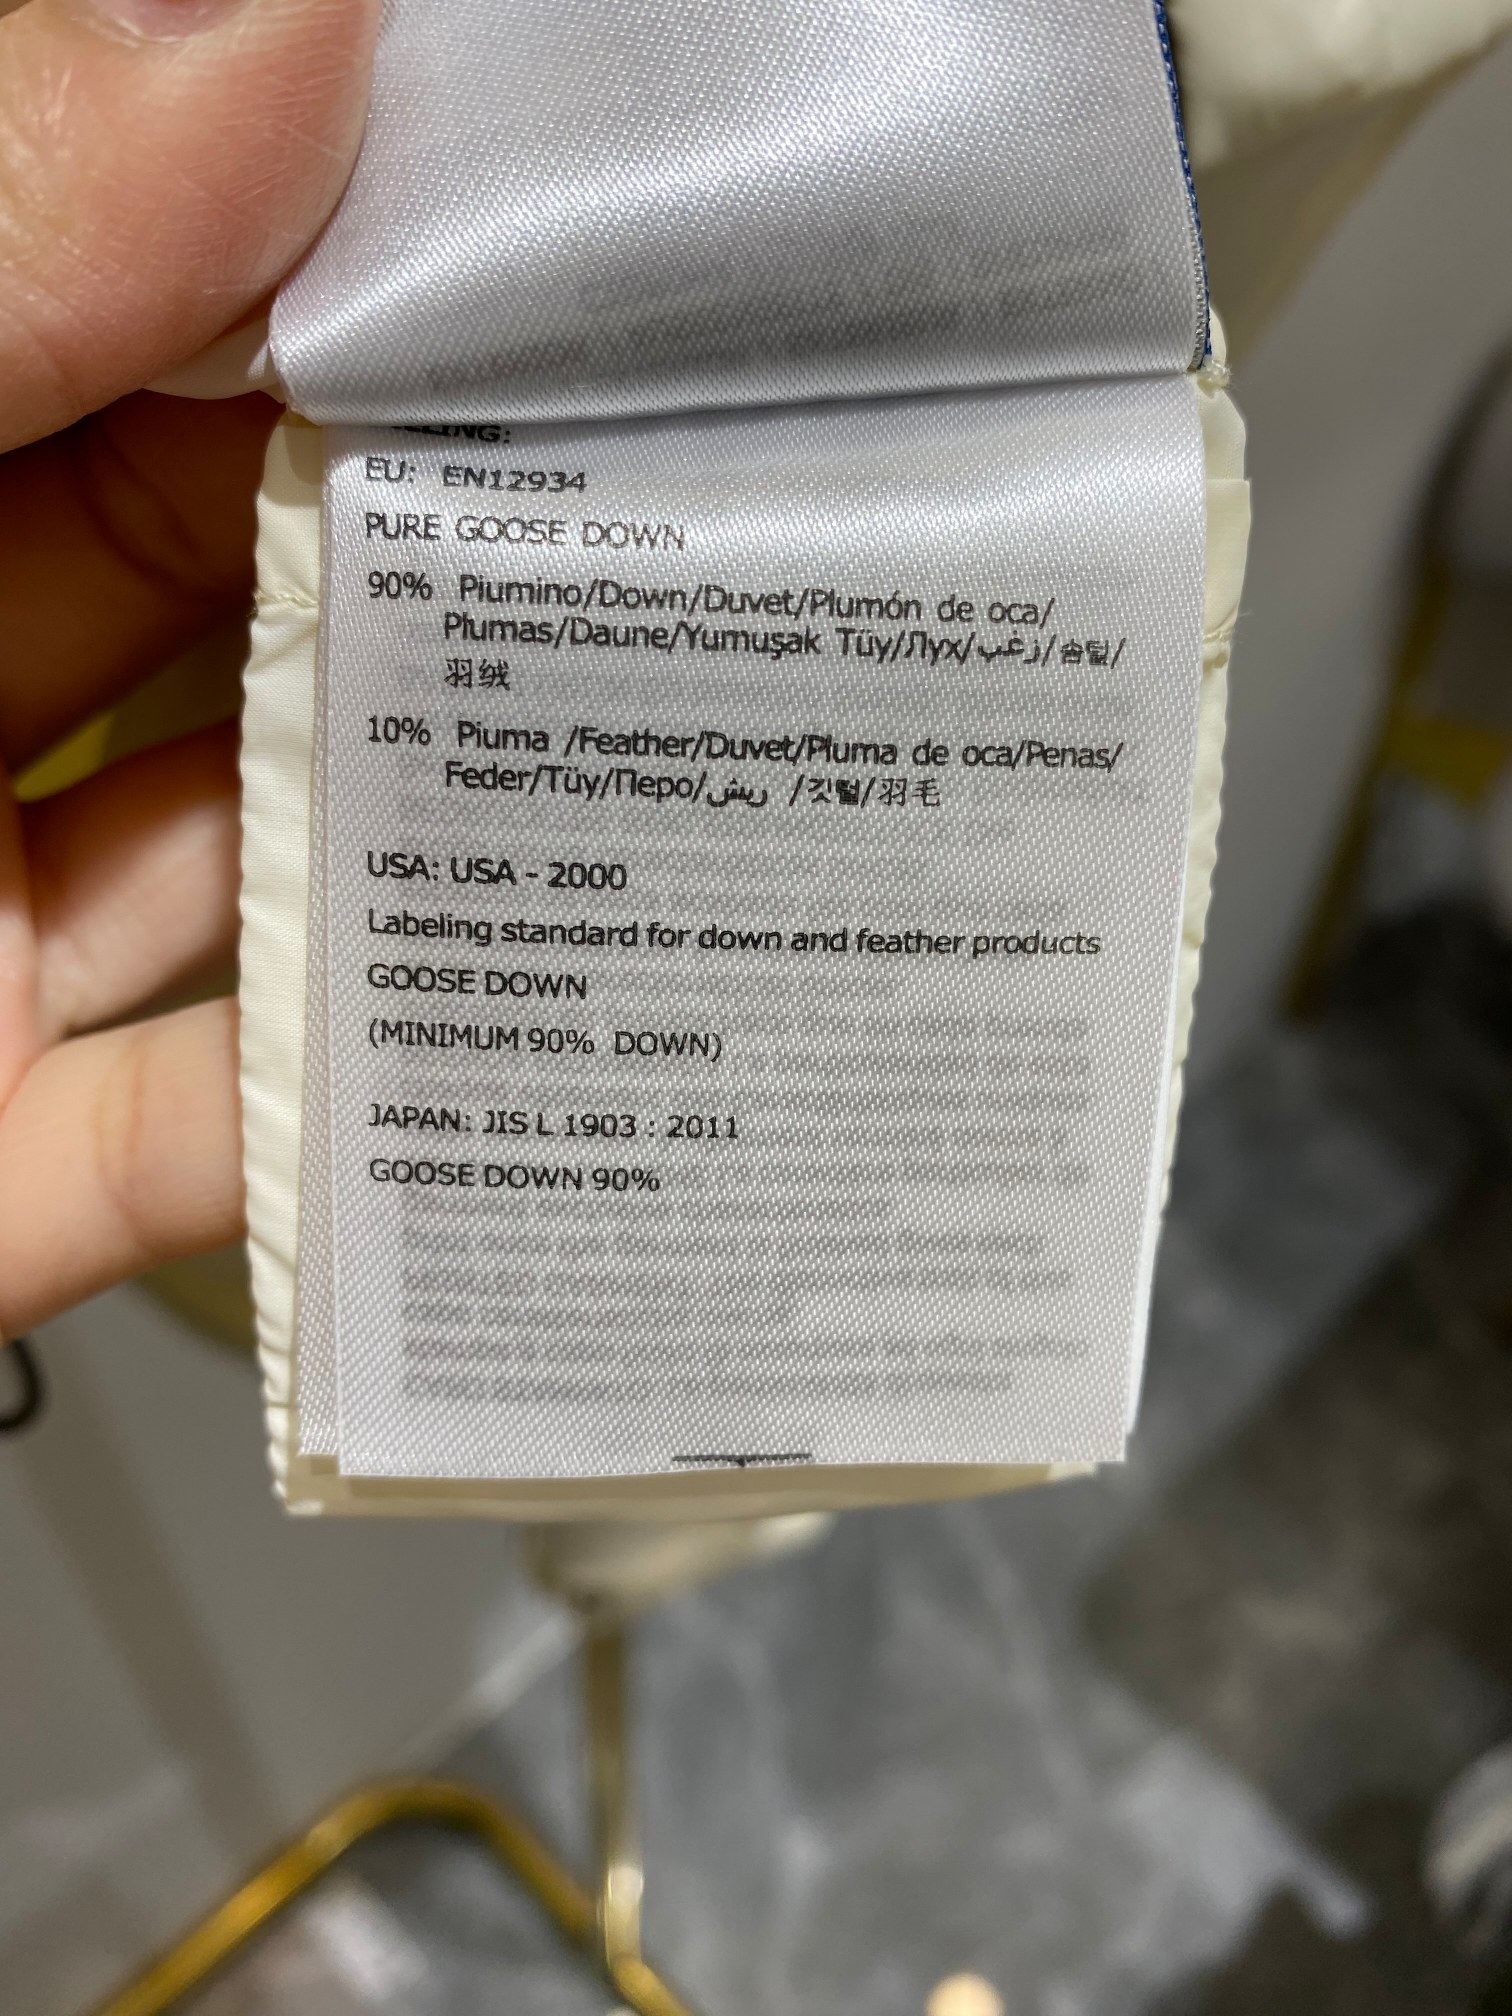 EU: EN12934
PURE GOOSE DOWN
90% Piumino/Down/Duvet/Plumón de oca/
Plumas/Daune/Yumuşak Tüy/Пух/زغب/솜털/
羽绒
10% Piuma /Feather/Duvet/Pluma de oca/Penas/
Feder/Tüy/Перо/ريش /깃털/羽毛
USA: USA - 2000
Labeling standard for down and feather products
GOOSE DOWN
(MINIMUM 90% DOWN)
JAPAN: JIS L 1903 : 2011
GOOSE DOWN 90%